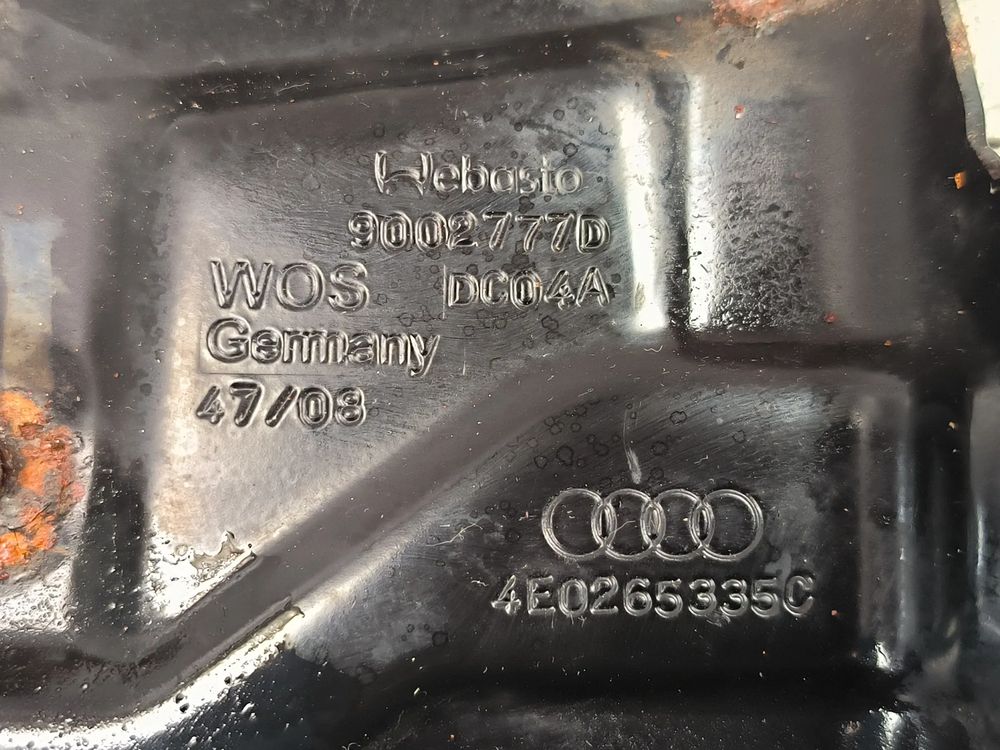 Webasto
9002777D
WOS DC04A
Germany
47/08
4E0265335C